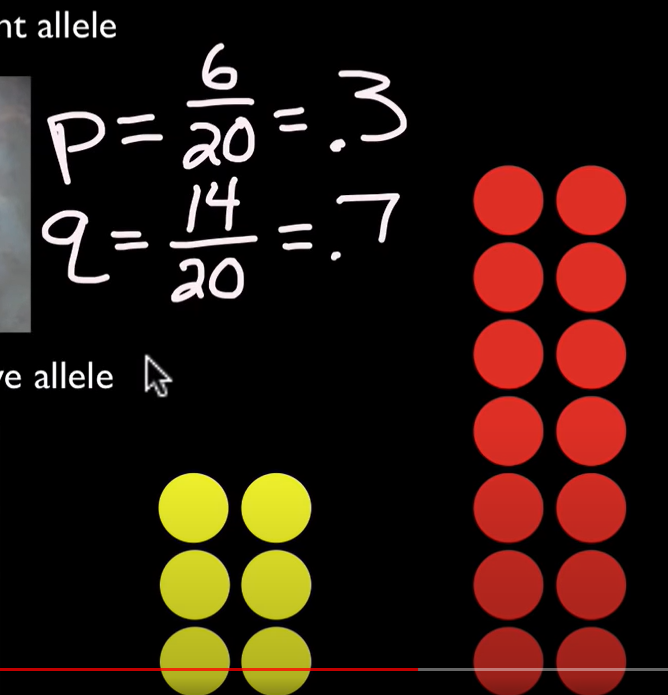 nt allele
p = 6/20 = .3
q = 14/20 = .7
ve allele